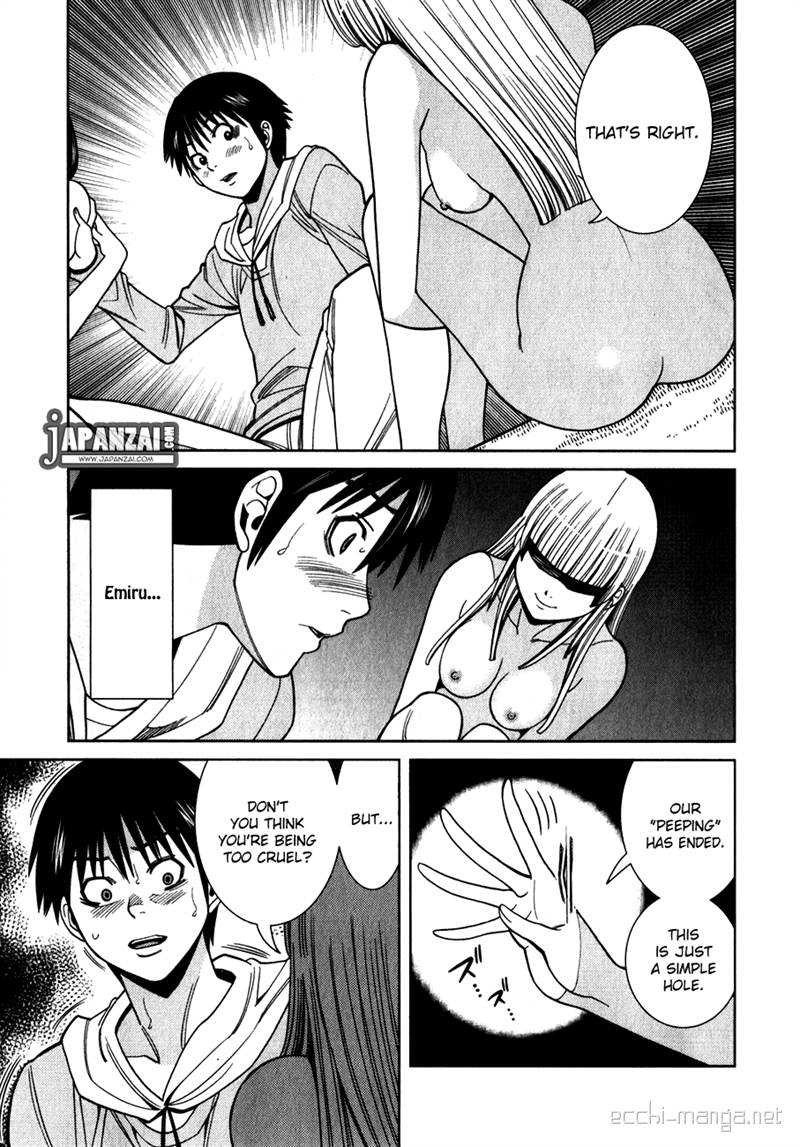 THAT'S RIGHT.
JAPANZAI.COM
WWW.JAPANZAI.COM
Emiru...
OUR
"PEEPING"
HAS ENDED.
THIS
IS JUST
A SIMPLE
HOLE.
ズ...
ズ...
BUT...
DON'T
YOU THINK
YOU'RE BEING
TOO CRUEL?
ecchi-manga.net